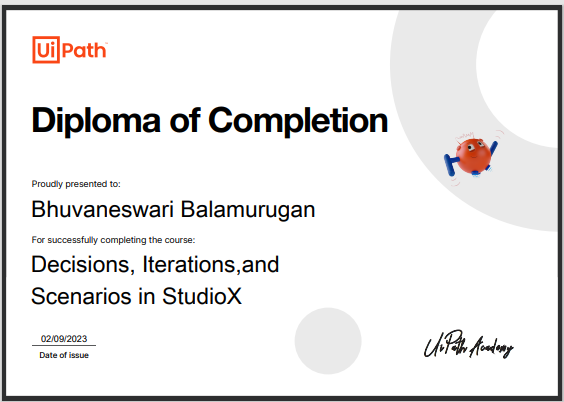 UiPath
Diploma of Completion
Proudly presented to:
Bhuvaneswari Balamurugan
For successfully completing the course:
Decisions, Iterations,and
Scenarios in StudioX
02/09/2023
Date of issue
UiPath Academy